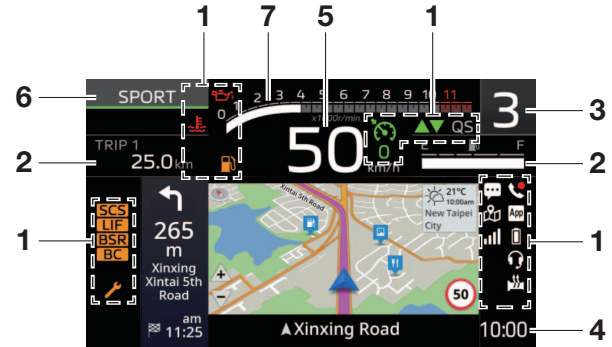 1
7
5
1
6
SPORT
0 1 2 3 4 5 6 7 8 9 10 11
x1000r/min
3
3
TRIP 1
25.0 km
2
50
km/h
0
QS
E
F
2
1
SCS
LIF
BSR
BC
265
m
Xinxing
Xintai 5th
Road
am
11:25
Xintai 5th Road
21°C
10:00am
New Taipei
City
+
−
50
App
1
Xinxing Road
10:00
4